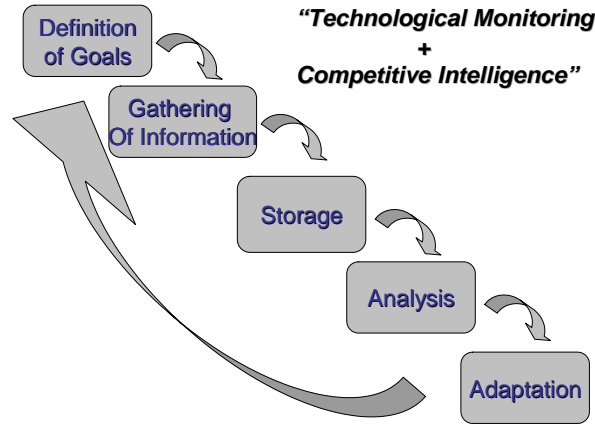 “Technological Monitoring
+
Competitive Intelligence”
Definition
of Goals
Gathering
Of Information
Storage
Analysis
Adaptation